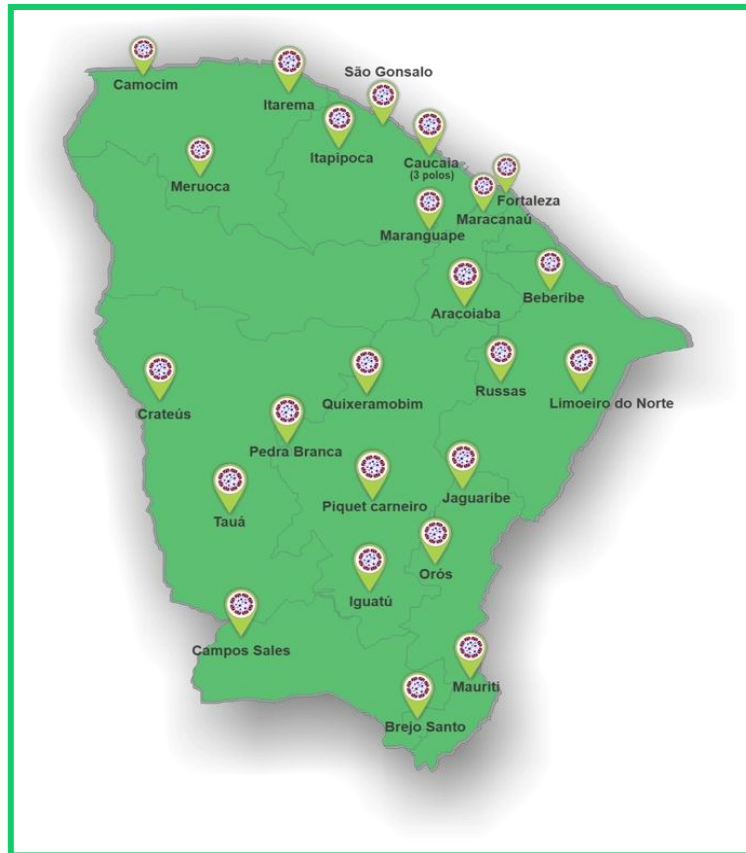 São Gonsalo
Camocim
Itarema
Itapipoca
Caucaia
(3 polos)
Meruoca
Fortaleza
Maracanaú
Maranguape
Beberibe
Aracoiaba
Russas
Limoeiro do Norte
Quixeramobim
Crateús
Pedra Branca
Jaguaribe
Piquet carneiro
Tauá
Orós
Iguatú
Campos Sales
Mauriti
Brejo Santo